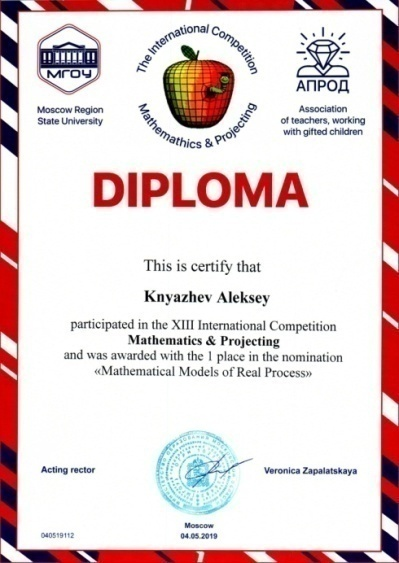 МГОУ
Moscow Region
State University
The International Competition
Mathemathics & Projecting
АПРОД
Association
of teachers, working
with gifted children
DIPLOMA
This is certify that
Knyazhev Aleksey
participated in the XIII International Competition
Mathematics & Projecting
and was awarded with the 1 place in the nomination
«Mathematical Models of Real Process»
Acting rector
Veronica Zapalatskaya
Moscow
04.05.2019
040519112